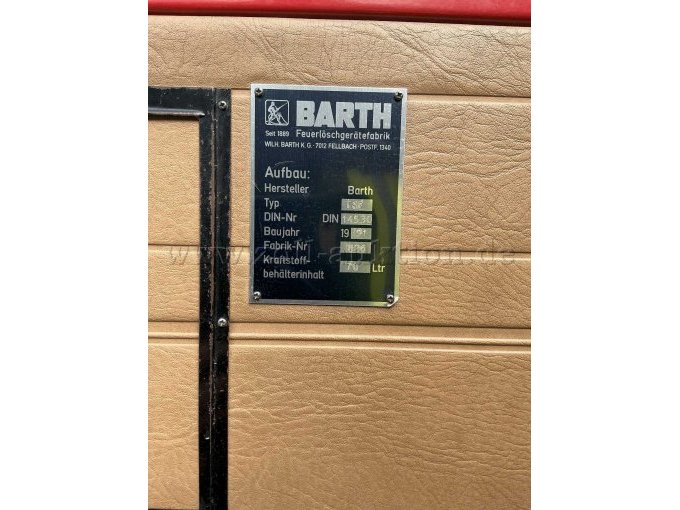 BARTH
Seit 1889 Feuerlöschgerätefabrik
WILH. BARTH K.G. · 7012 FELLBACH · POSTF. 1340
Aufbau:
Hersteller Barth
Typ
DIN-Nr DIN 14530
Baujahr 19
Fabrik-Nr
Kraftstoff-
behälterinhalt Ltr